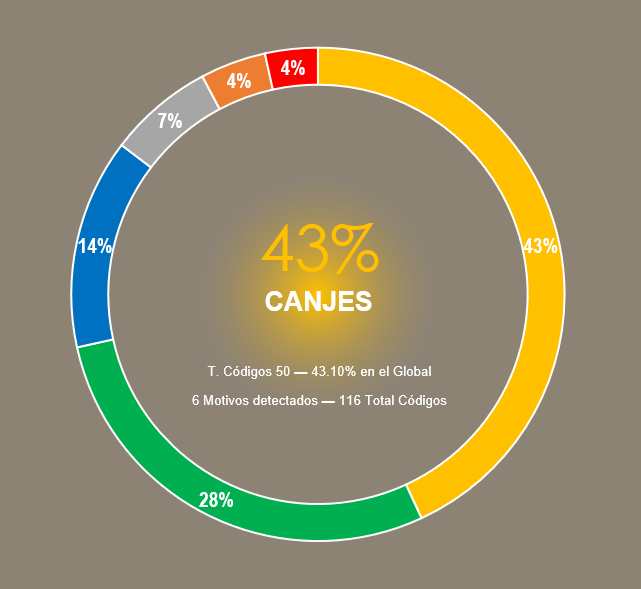 4%
4%
7%
14%
43%
43%
CANJES
T. Códigos 50 — 43.10% en el Global
6 Motivos detectados — 116 Total Códigos
28%